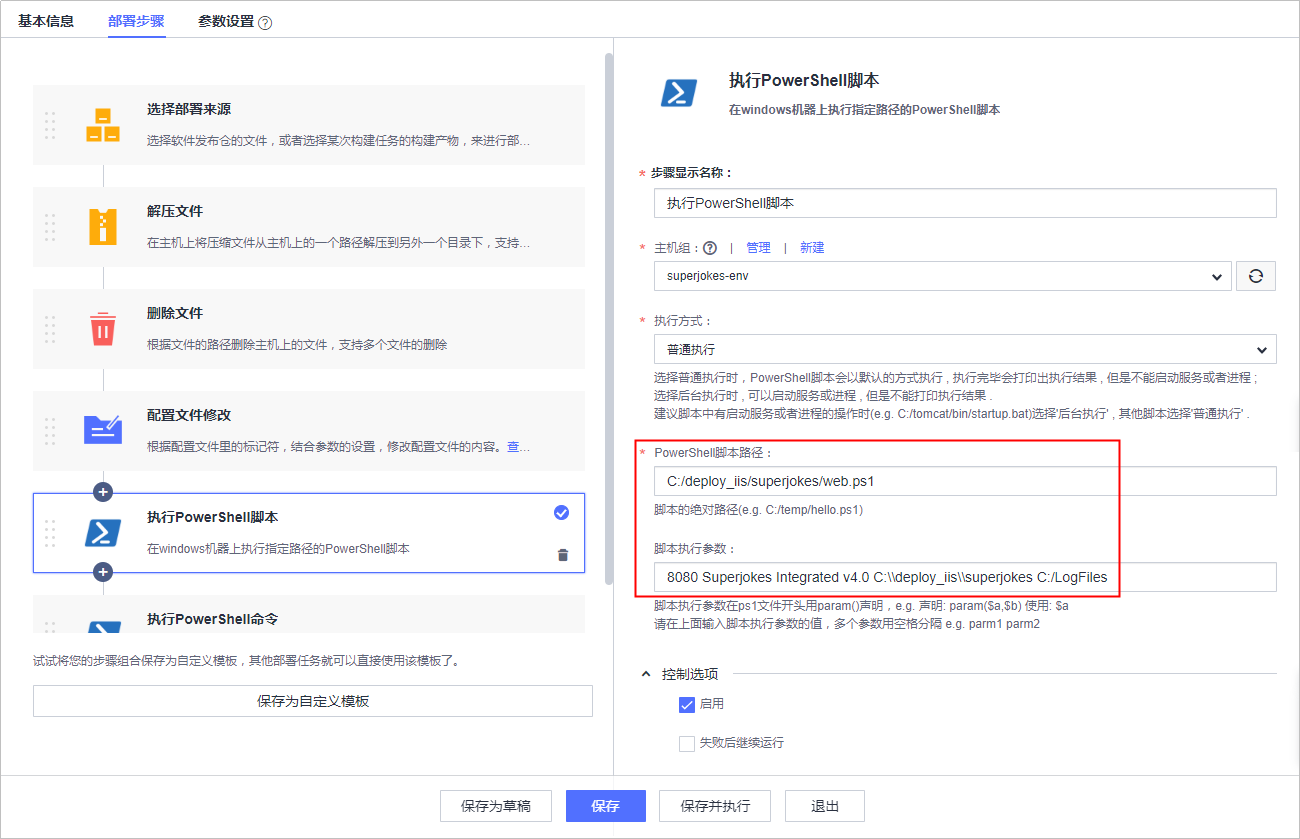 基本信息
部署步骤
参数设置 ?
选择部署来源
选择软件发布仓的文件，或者选择某次构建任务的构建产物，来进行部...
解压文件
在主机上将压缩文件从主机上的一个路径解压到另外一个目录下，支持...
删除文件
根据文件的路径删除主机上的文件，支持多个文件的删除
配置文件修改
根据配置文件里的标记符，结合参数的设置，修改配置文件的内容。查...
执行PowerShell脚本
在windows机器上执行指定路径的PowerShell脚本
执行PowerShell命令
试试将您的步骤组合保存为自定义模板，其他部署任务就可以直接使用该模板了。
保存为自定义模板
执行PowerShell脚本
在windows机器上执行指定路径的PowerShell脚本
* 步骤显示名称：
执行PowerShell脚本
* 主机组：? | 管理 | 新建
superjokes-env
* 执行方式：
普通执行
选择普通执行时，PowerShell脚本会以默认的方式执行，执行完毕会打印出执行结果，但是不能启动服务或者进程；
选择后台执行时，可以启动服务或进程，但是不能打印执行结果．
建议脚本中有启动服务或者进程的操作时(e.g. C:/tomcat/bin/startup.bat)选择'后台执行'，其他脚本选择'普通执行'．
* PowerShell脚本路径：
C:/deploy_iis/superjokes/web.ps1
脚本的绝对路径(e.g. C:/temp/hello.ps1)
脚本执行参数：
8080 Superjokes Integrated v4.0 C:\\deploy_iis\\superjokes C:/LogFiles
脚本执行参数在ps1文件开头用param()声明，e.g. 声明: param($a,$b) 使用: $a
请在上面输入脚本执行参数的值，多个参数用空格分隔 e.g. parm1 parm2
控制选项
启用
失败后继续运行
保存为草稿
保存
保存并执行
退出